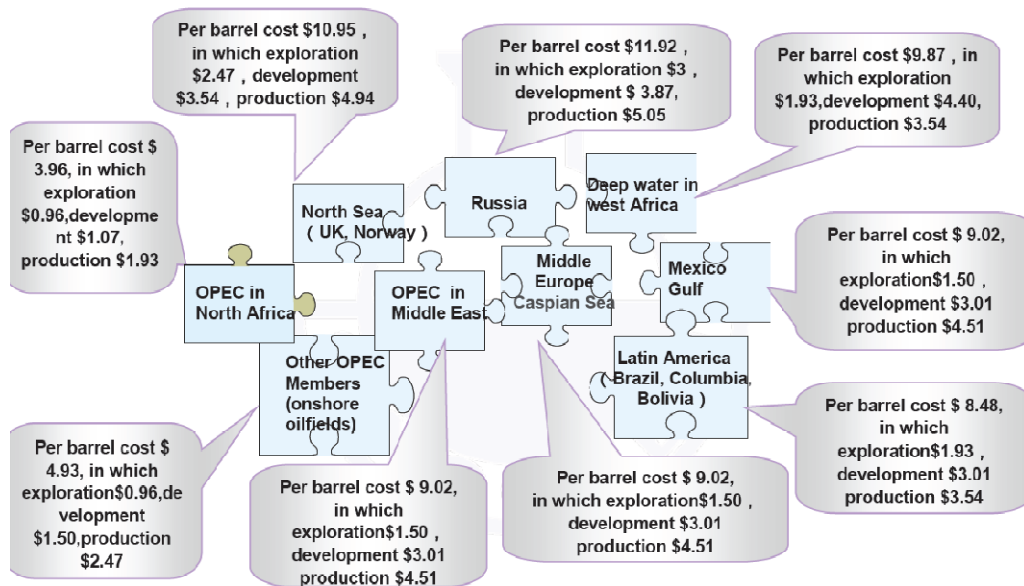 Per barrel cost $10.95 ,
in which exploration
$2.47 , development
$3.54 , production $4.94
Per barrel cost $11.92 ,
in which exploration $3 ,
development $ 3.87,
production $5.05
Per barrel cost $9.87 , in
which exploration
$1.93,development $4.40,
production $3.54
Per barrel cost $
3.96, in which
exploration
$0.96,developme
nt $1.07,
production $1.93
North Sea
( UK, Norway )
Russia
Deep water in
west Africa
Per barrel cost $ 9.02,
in which
exploration$1.50 ,
development $3.01
production $4.51
OPEC in
North Africa
OPEC in
Middle East
Middle
Europe
Caspian Sea
Mexico
Gulf
Other OPEC
Members
(onshore
oilfields)
Latin America
( Brazil, Columbia,
Bolivia )
Per barrel cost $ 8.48,
in which
exploration$1.93 ,
development $3.01
production $3.54
Per barrel cost $
4.93, in which
exploration$0.96,de
velopment
$1.50,production
$2.47
Per barrel cost $ 9.02,
in which
exploration$1.50 ,
development $3.01
production $4.51
Per barrel cost $ 9.02,
in which exploration$1.50 ,
development $3.01
production $4.51